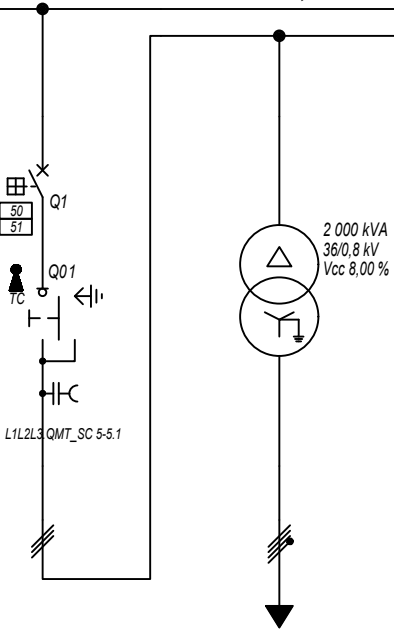 Q1
50
51
Q01
TC
2 000 kVA
36/0,8 kV
Vcc 8,00 %
L1L2L3.QMT_SC 5-5.1